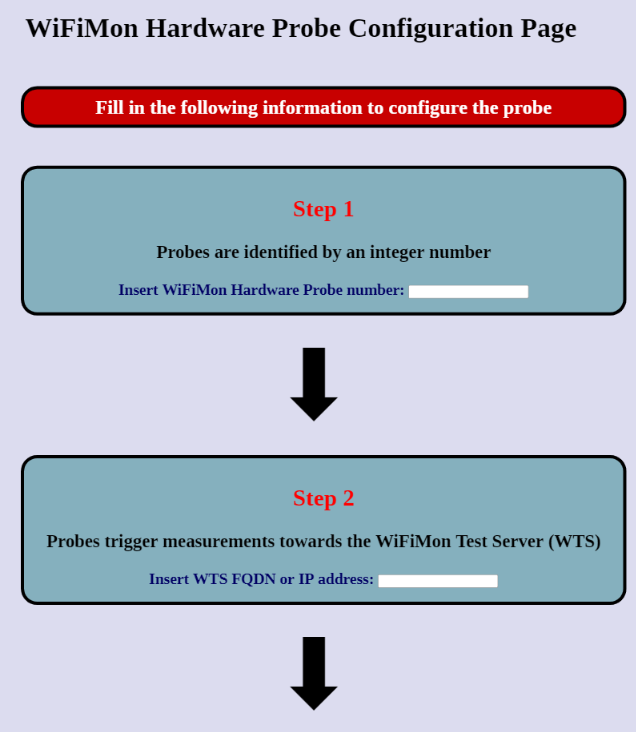 WiFiMon Hardware Probe Configuration Page
Fill in the following information to configure the probe
Step 1
Probes are identified by an integer number
Insert WiFiMon Hardware Probe number:
Step 2
Probes trigger measurements towards the WiFiMon Test Server (WTS)
Insert WTS FQDN or IP address: